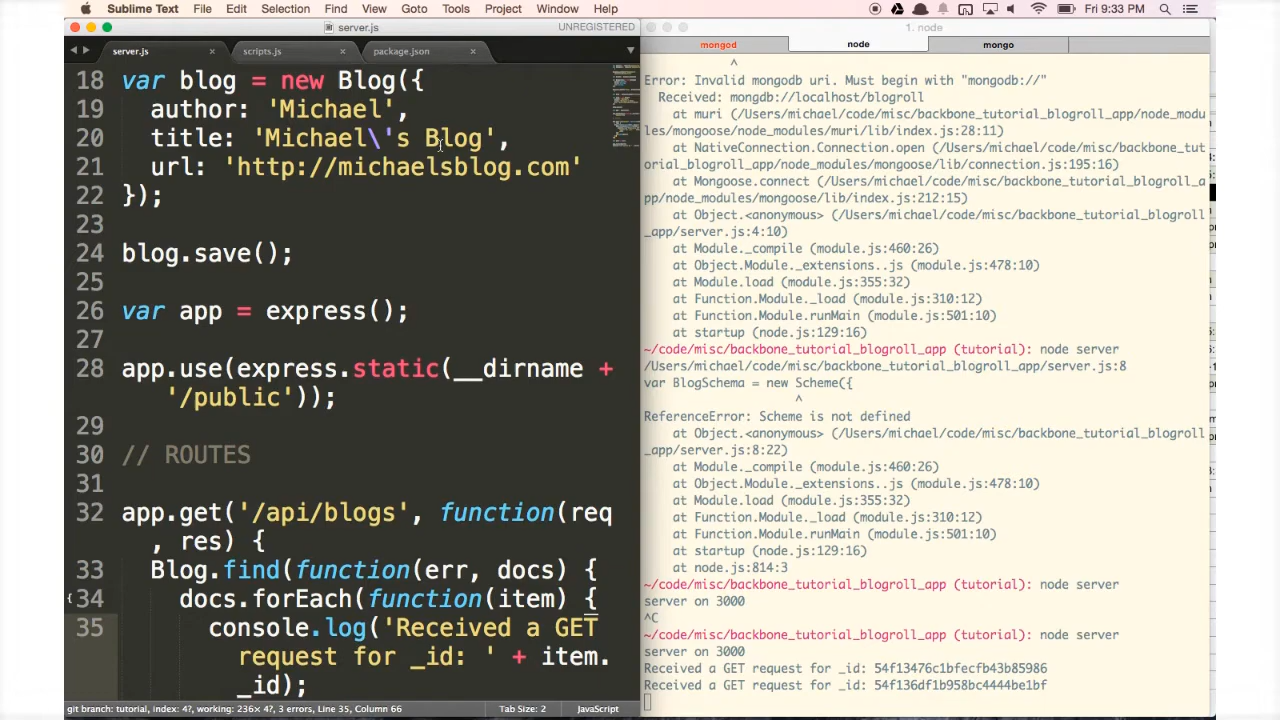 Sublime Text File Edit Selection Find View Goto Tools Project Window Help Fri 9:33 PM
server.js UNREGISTERED
server.js scripts.js package.json
18 var blog = new Blog({
19 author: 'Michael',
20 title: 'Michael\'s Blog',
21 url: 'http://michaelsblog.com'
22 });
23
24 blog.save();
25
26 var app = express();
27
28 app.use(express.static(__dirname +
'/public'));
29
30 // ROUTES
31
32 app.get('/api/blogs', function(req
, res) {
33 Blog.find(function(err, docs) {
34 docs.forEach(function(item) {
35 console.log('Received a GET
request for _id: ' + item.
_id);
git branch: tutorial, index: 4?, working: 236≠ 4?, 3 errors, Line 35, Column 66 Tab Size: 2 JavaScript
1. node
mongod node mongo
^
Error: Invalid mongodb uri. Must begin with "mongodb://"
Received: mongdb://localhost/blogroll
at muri (/Users/michael/code/misc/backbone_tutorial_blogroll_app/node_modu
les/mongoose/node_modules/muri/lib/index.js:28:11)
at NativeConnection.Connection.open (/Users/michael/code/misc/backbone_tut
orial_blogroll_app/node_modules/mongoose/lib/connection.js:195:16)
at Mongoose.connect (/Users/michael/code/misc/backbone_tutorial_blogroll_a
pp/node_modules/mongoose/lib/index.js:212:15)
at Object.<anonymous> (/Users/michael/code/misc/backbone_tutorial_blogroll
_app/server.js:4:10)
at Module._compile (module.js:460:26)
at Object.Module._extensions..js (module.js:478:10)
at Module.load (module.js:355:32)
at Function.Module._load (module.js:310:12)
at Function.Module.runMain (module.js:501:10)
at startup (node.js:129:16)
~/code/misc/backbone_tutorial_blogroll_app (tutorial): node server
/Users/michael/code/misc/backbone_tutorial_blogroll_app/server.js:8
var BlogSchema = new Scheme({
^
ReferenceError: Scheme is not defined
at Object.<anonymous> (/Users/michael/code/misc/backbone_tutorial_blogroll
_app/server.js:8:22)
at Module._compile (module.js:460:26)
at Object.Module._extensions..js (module.js:478:10)
at Module.load (module.js:355:32)
at Function.Module._load (module.js:310:12)
at Function.Module.runMain (module.js:501:10)
at startup (node.js:129:16)
at node.js:814:3
~/code/misc/backbone_tutorial_blogroll_app (tutorial): node server
server on 3000
^C
~/code/misc/backbone_tutorial_blogroll_app (tutorial): node server
server on 3000
Received a GET request for _id: 54f13476c1bfecfb43b85986
Received a GET request for _id: 54f136df1b958bc4444be1bf